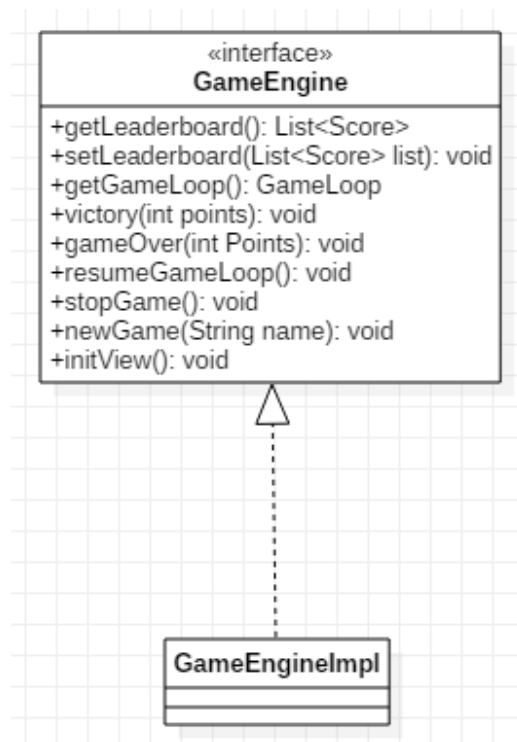 «interface»
GameEngine
+getLeaderboard(): List<Score>
+setLeaderboard(List<Score> list): void
+getGameLoop(): GameLoop
+victory(int points): void
+gameOver(int Points): void
+resumeGameLoop(): void
+stopGame(): void
+newGame(String name): void
+initView(): void
GameEngineImpl